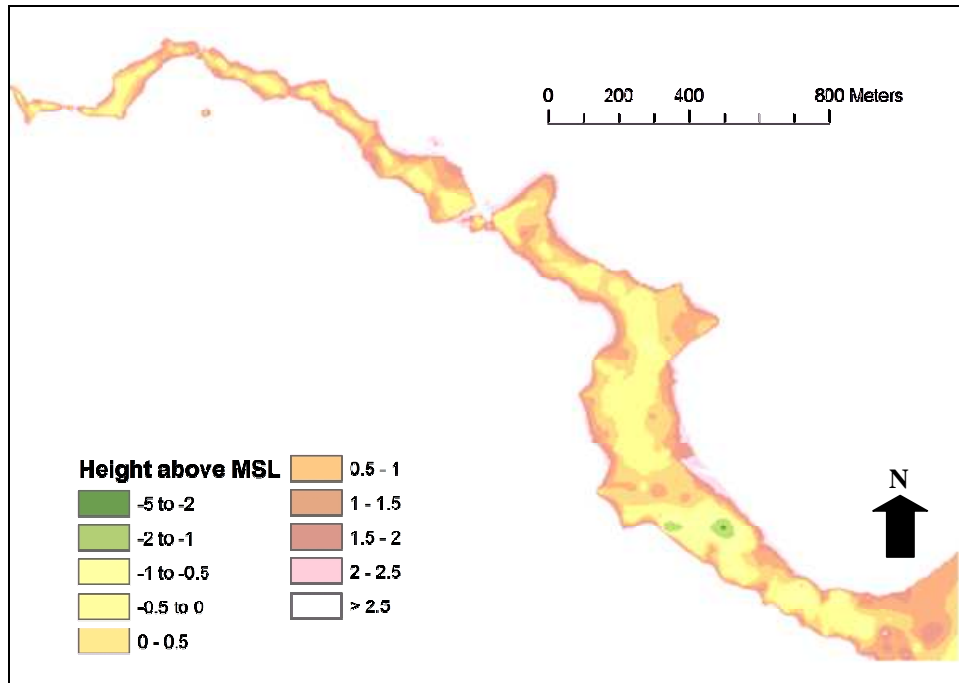 0 200 400 800 Meters
Height above MSL
-5 to -2
-2 to -1
-1 to -0.5
-0.5 to 0
0 - 0.5
0.5 - 1
1 - 1.5
1.5 - 2
2 - 2.5
> 2.5
N